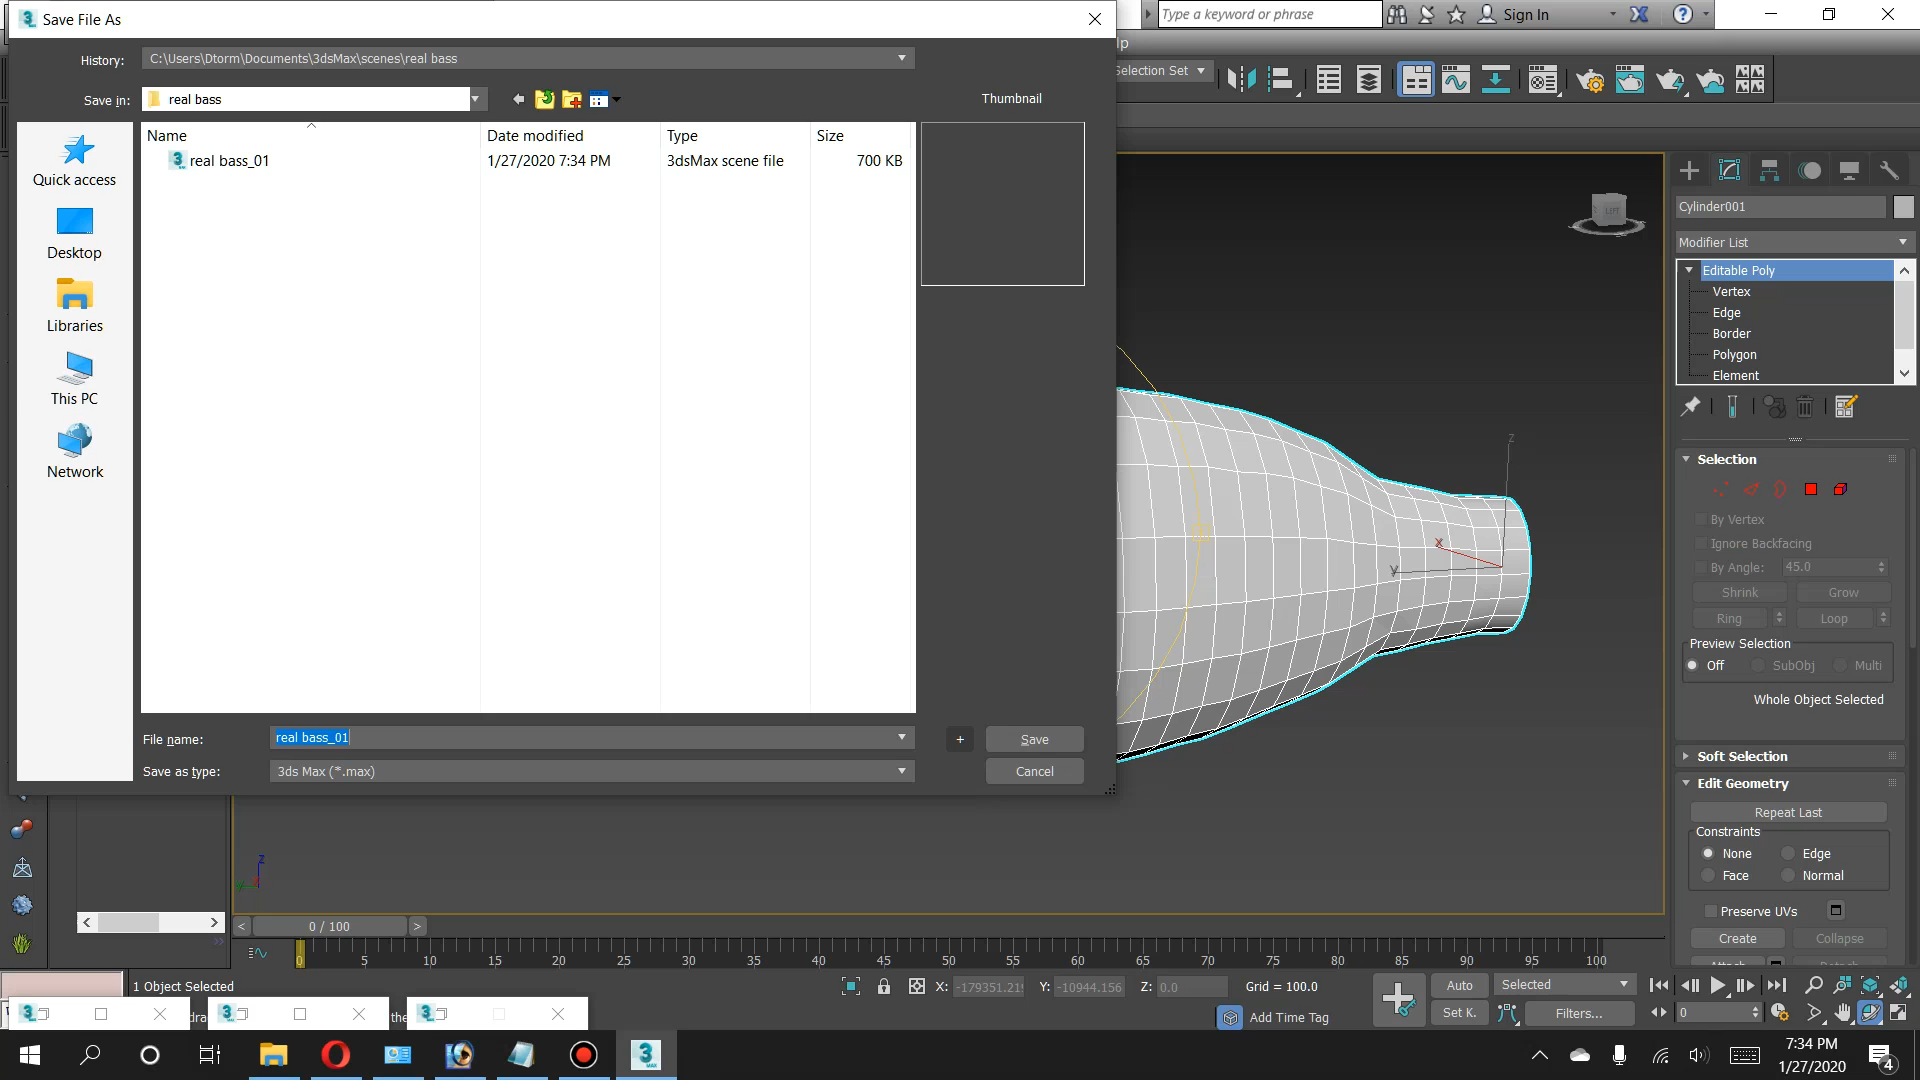 Save File As
Type a keyword or phrase
Sign In
History:
C:\Users\Dtorm\Documents\3dsMax\scenes\real bass
Save in:
real bass
Thumbnail
Selection Set
Name
Date modified
Type
Size
real bass_01
1/27/2020 7:34 PM
3dsMax scene file
700 KB
Quick access
Desktop
Libraries
This PC
Network
File name:
real bass_01
+
Save
Save as type:
3ds Max (*.max)
Cancel
LEFT
z
x
y
Cylinder001
Modifier List
Editable Poly
Vertex
Edge
Border
Polygon
Element
Selection
By Vertex
Ignore Backfacing
By Angle:
45.0
Shrink
Grow
Ring
Loop
Preview Selection
Off
SubObj
Multi
Whole Object Selected
Soft Selection
Edit Geometry
Repeat Last
Constraints
None
Edge
Face
Normal
Preserve UVs
Create
Collapse
z
0 / 100
0 5 10 15 20 25 30 35 40 45 50 55 60 65 70 75 80 85 90 95 100
1 Object Selected
X: -179351.21
Y: -10944.156
Z: 0.0
Grid = 100.0
Auto
Selected
Set K.
Filters...
0
Add Time Tag
7:34 PM
1/27/2020
4